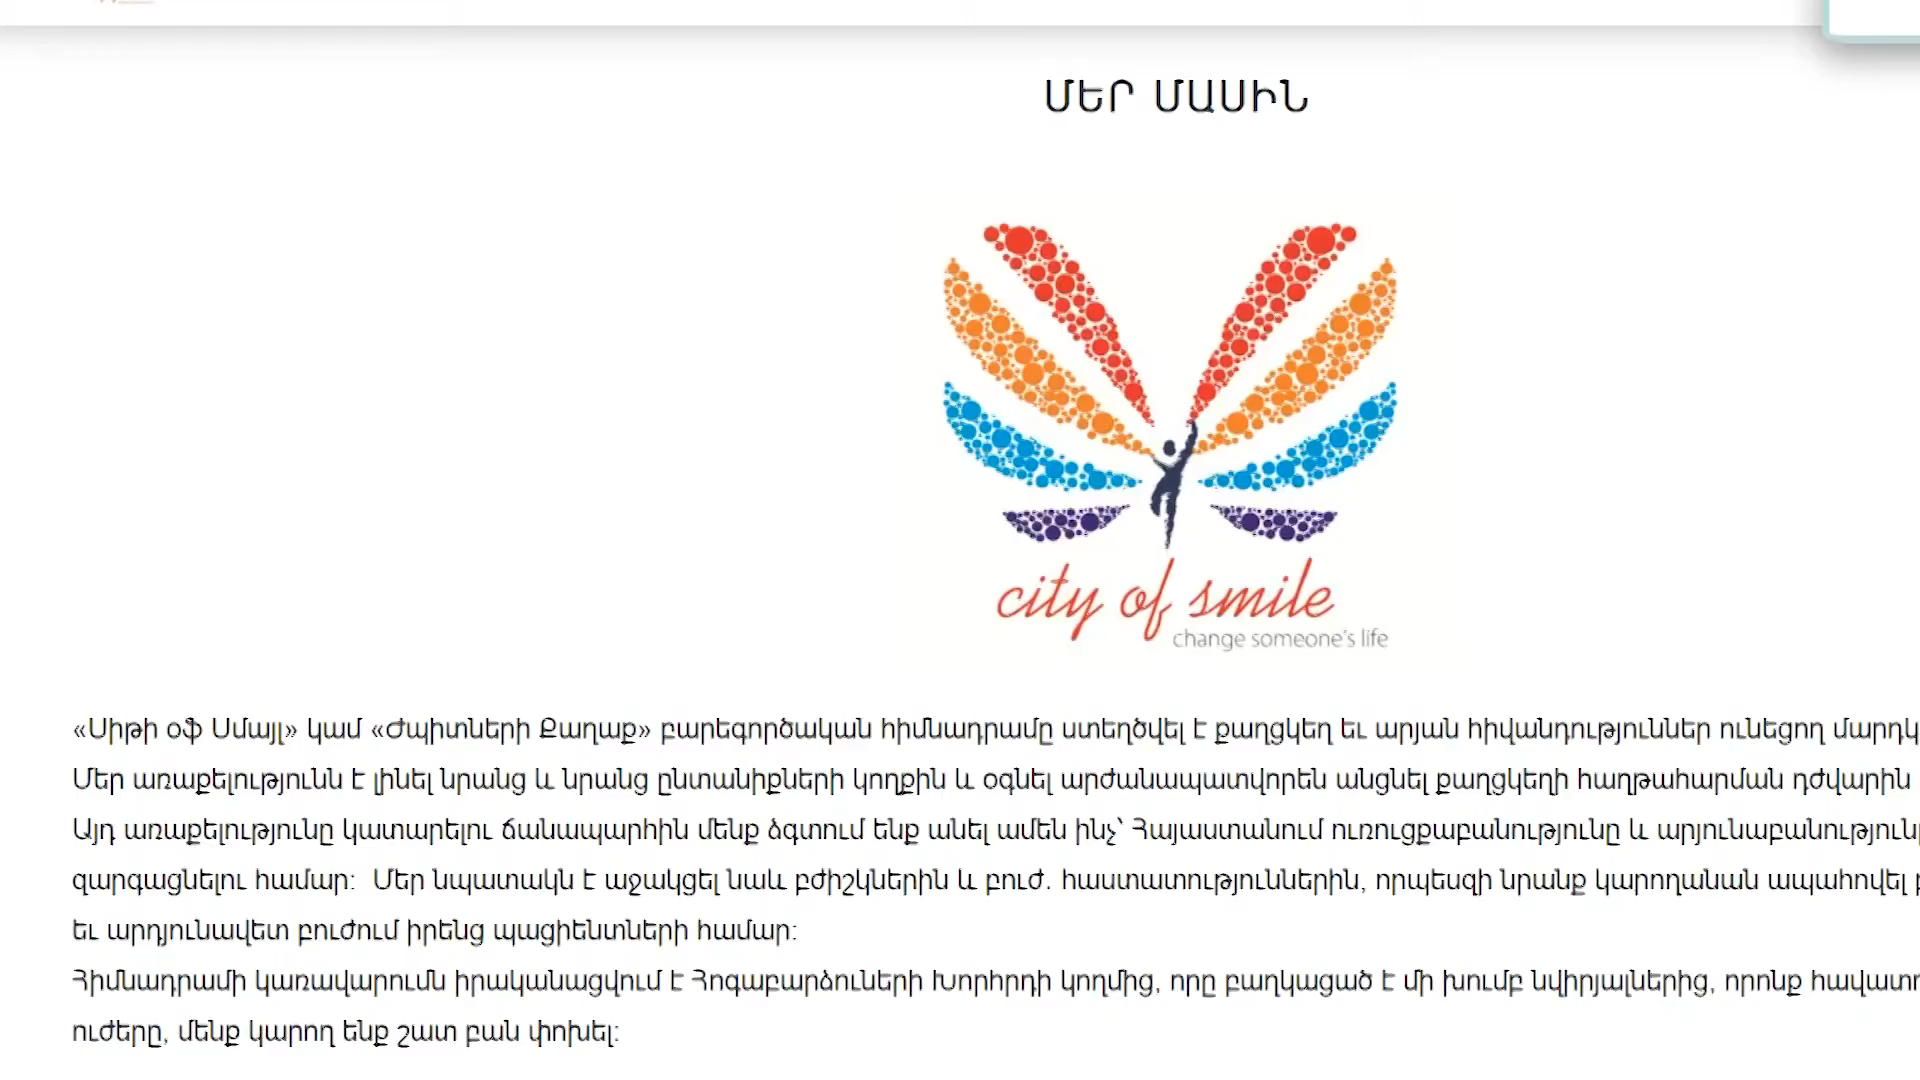 ՄԵՐ ՄԱՍԻՆ
city of smile
change someone's life
«Սիթի օֆ Սմայլ» կամ «Ժպիտների Քաղաք» բարեգործական հիմնադրամը ստեղծվել է քաղցկեղ եւ արյան հիվանդություններ ունեցող
Մեր առաքելությունն է լինել նրանց և նրանց ընտանիքների կողքին և օգնել արժանապատվորեն անցնել քաղցկեղի հաղթահարման դժվարին
Այդ առաքելությունը կատարելու ճանապարհին մենք ձգտում ենք անել ամեն ինչ՝ Հայաստանում ուռուցքաբանությունը և
զարգացնելու համար։ Մեր նպատակն է աջակցել նաև բժիշկներին և բուժ. հաստատություններին, որպեսզի նրանք կարողանան ապահովել
եւ արդյունավետ բուժում իրենց պացիենտների համար։
Հիմնադրամի կառավարումն իրականացվում է Հոգաբարձուների Խորհրդի կողմից, որը բաղկացած է մի խումբ նվիրյալներից, որոնք
ուժերը, մենք կարող ենք շատ բան փոխել։